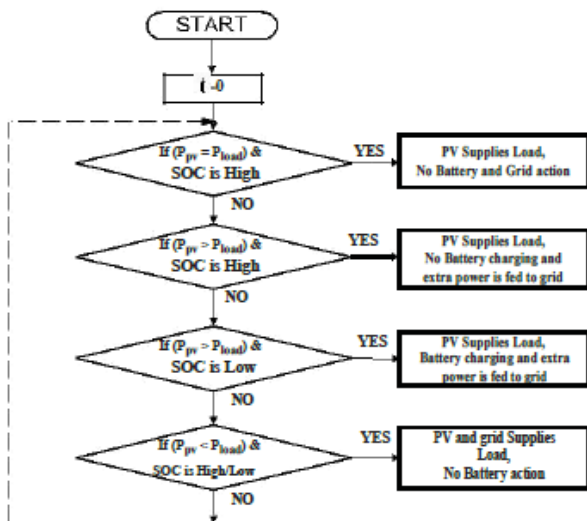 START
t -0
If (Ppv = Pload) &
SOC is High
YES
PV Supplies Load,
No Battery and Grid action
NO
If (Ppv > Pload) &
SOC is High
YES
PV Supplies Load,
No Battery charging and
extra power is fed to grid
NO
If (Ppv > Pload) &
SOC is Low
YES
PV Supplies Load,
Battery charging and extra
power is fed to grid
NO
If (Ppv < Pload) &
SOC is High/Low
YES
PV and grid Supplies
Load,
No Battery action
NO